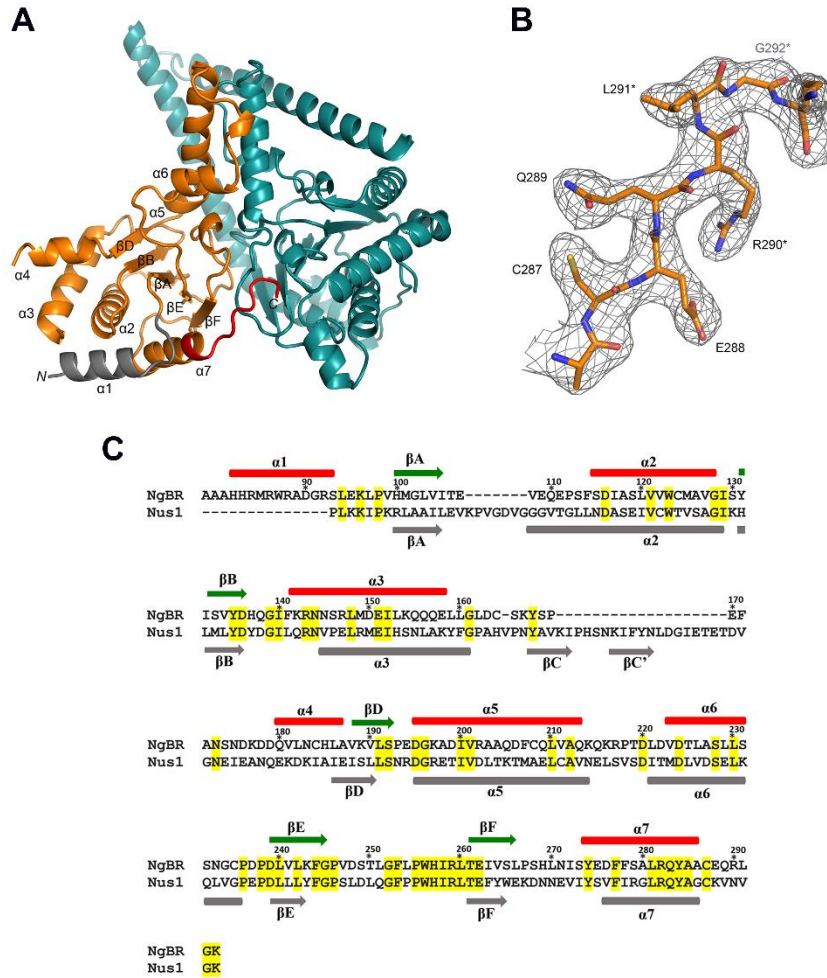 A
α6
α5
α4
βD
βB
βA
α3
α2
βE
βF
C
N
α1
α7
B
G292*
L291*
Q289
R290*
C287
E288
C
α1 βA α2
90 100 110 120 130
* * * * *
NgBR AAAHHRMRWRADGRSLEKLPVHMGLVITE-------VEQEPSFSDIASLVVWCMAVGISY
Nus1 --------------PLKKIPKRLAAILEVKPVGDVGGGVTGLLNDASEIVCWTVSAGIKH
βA α2
βB α3
140 150 160 170
* * * *
NgBR ISVYDHQGIFKRNNSRLMDEILKQQQELLGLDC-SKYSP-------------------EF
Nus1 LMLYDYDGILQRNVPELRMEIHSNLAKYFGPAHVPNYAVKIPHSNKIFYNLDGIETETDV
βB α3 βC βC’
α4 βD α5 α6
180 190 200 210 220 230
* * * * * *
NgBR ANSNDKDDQVLNCHLAVKVLSPEDGKADIVRAAQDFCQLVAQKQKRPTDLDVDTLASLLS
Nus1 GNEIEANQEKDKIAIEISLLSNRDGRETIVDLTKTMAELCAVNELSVSDITMDLVDSELK
βD α5 α6
βE βF α7
240 250 260 270 280 290
* * * * * *
NgBR SNGCPDPDLVLKFGPVDSTLGFLPWHIRLTEIVSLPSHLNISYEDFFSALRQYAACEQRL
Nus1 QLVGPEPDLLLYFGPSLDLQGFPPWHIRLTEFYWEKDNNEVIYSVFIRGLRQYAGCKVNV
βE βF α7
NgBR GK
Nus1 GK